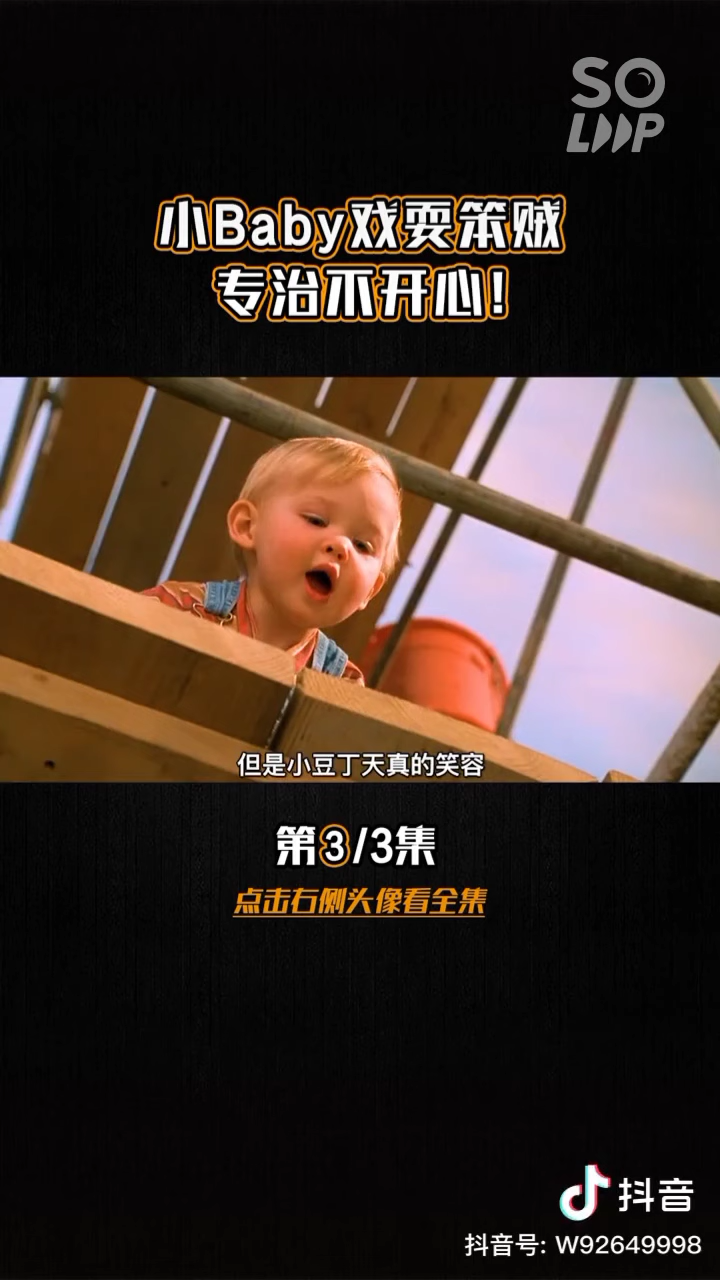 SO
LOOP
小Baby戏耍笨贼
专治不开心!
但是小豆丁天真的笑容
第3/3集
点击右侧头像看全集
抖音
抖音号: W92649998